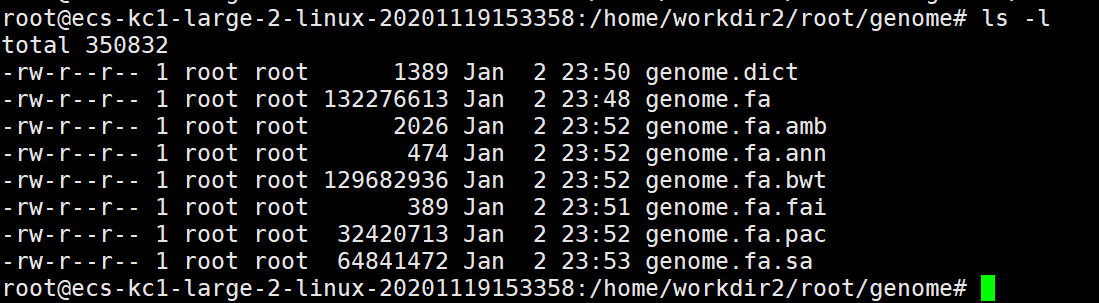 root@ecs-kc1-large-2-linux-20201119153358:/home/workdir2/root/genome# ls -l
total 350832
-rw-r--r-- 1 root root      1389 Jan  2 23:50 genome.dict
-rw-r--r-- 1 root root 132276613 Jan  2 23:48 genome.fa
-rw-r--r-- 1 root root      2026 Jan  2 23:52 genome.fa.amb
-rw-r--r-- 1 root root       474 Jan  2 23:52 genome.fa.ann
-rw-r--r-- 1 root root 129682936 Jan  2 23:52 genome.fa.bwt
-rw-r--r-- 1 root root       389 Jan  2 23:51 genome.fa.fai
-rw-r--r-- 1 root root  32420713 Jan  2 23:52 genome.fa.pac
-rw-r--r-- 1 root root  64841472 Jan  2 23:53 genome.fa.sa
root@ecs-kc1-large-2-linux-20201119153358:/home/workdir2/root/genome#